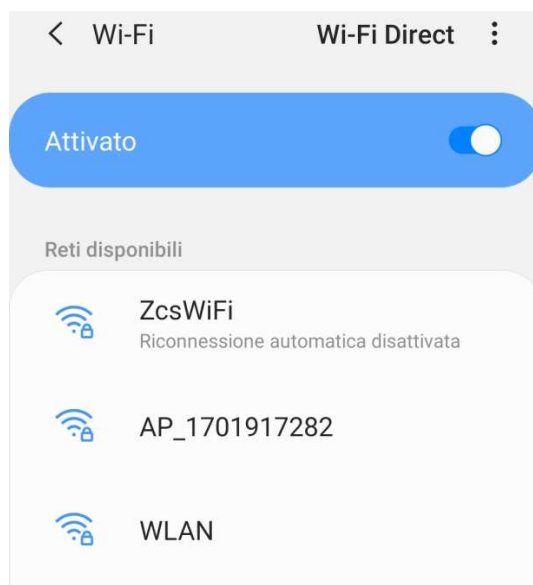 Wi-Fi Wi-Fi Direct
Attivato
Reti disponibili
ZcsWiFi
Riconnessione automatica disattivata
AP_1701917282
WLAN